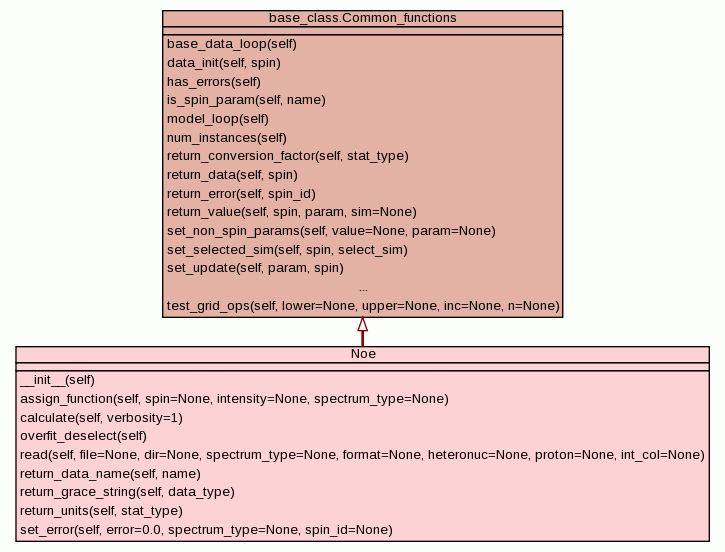 base_class.Common_functions
base_data_loop(self)
data_init(self, spin)
has_errors(self)
is_spin_param(self, name)
model_loop(self)
num_instances(self)
return_conversion_factor(self, stat_type)
return_data(self, spin)
return_error(self, spin_id)
return_value(self, spin, param, sim=None)
set_non_spin_params(self, value=None, param=None)
set_selected_sim(self, spin, select_sim)
set_update(self, param, spin)
...
test_grid_ops(self, lower=None, upper=None, inc=None, n=None)
Noe
__init__(self)
assign_function(self, spin=None, intensity=None, spectrum_type=None)
calculate(self, verbosity=1)
overfit_deselect(self)
read(self, file=None, dir=None, spectrum_type=None, format=None, heteronuc=None, proton=None, int_col=None)
return_data_name(self, name)
return_grace_string(self, data_type)
return_units(self, stat_type)
set_error(self, error=0.0, spectrum_type=None, spin_id=None)